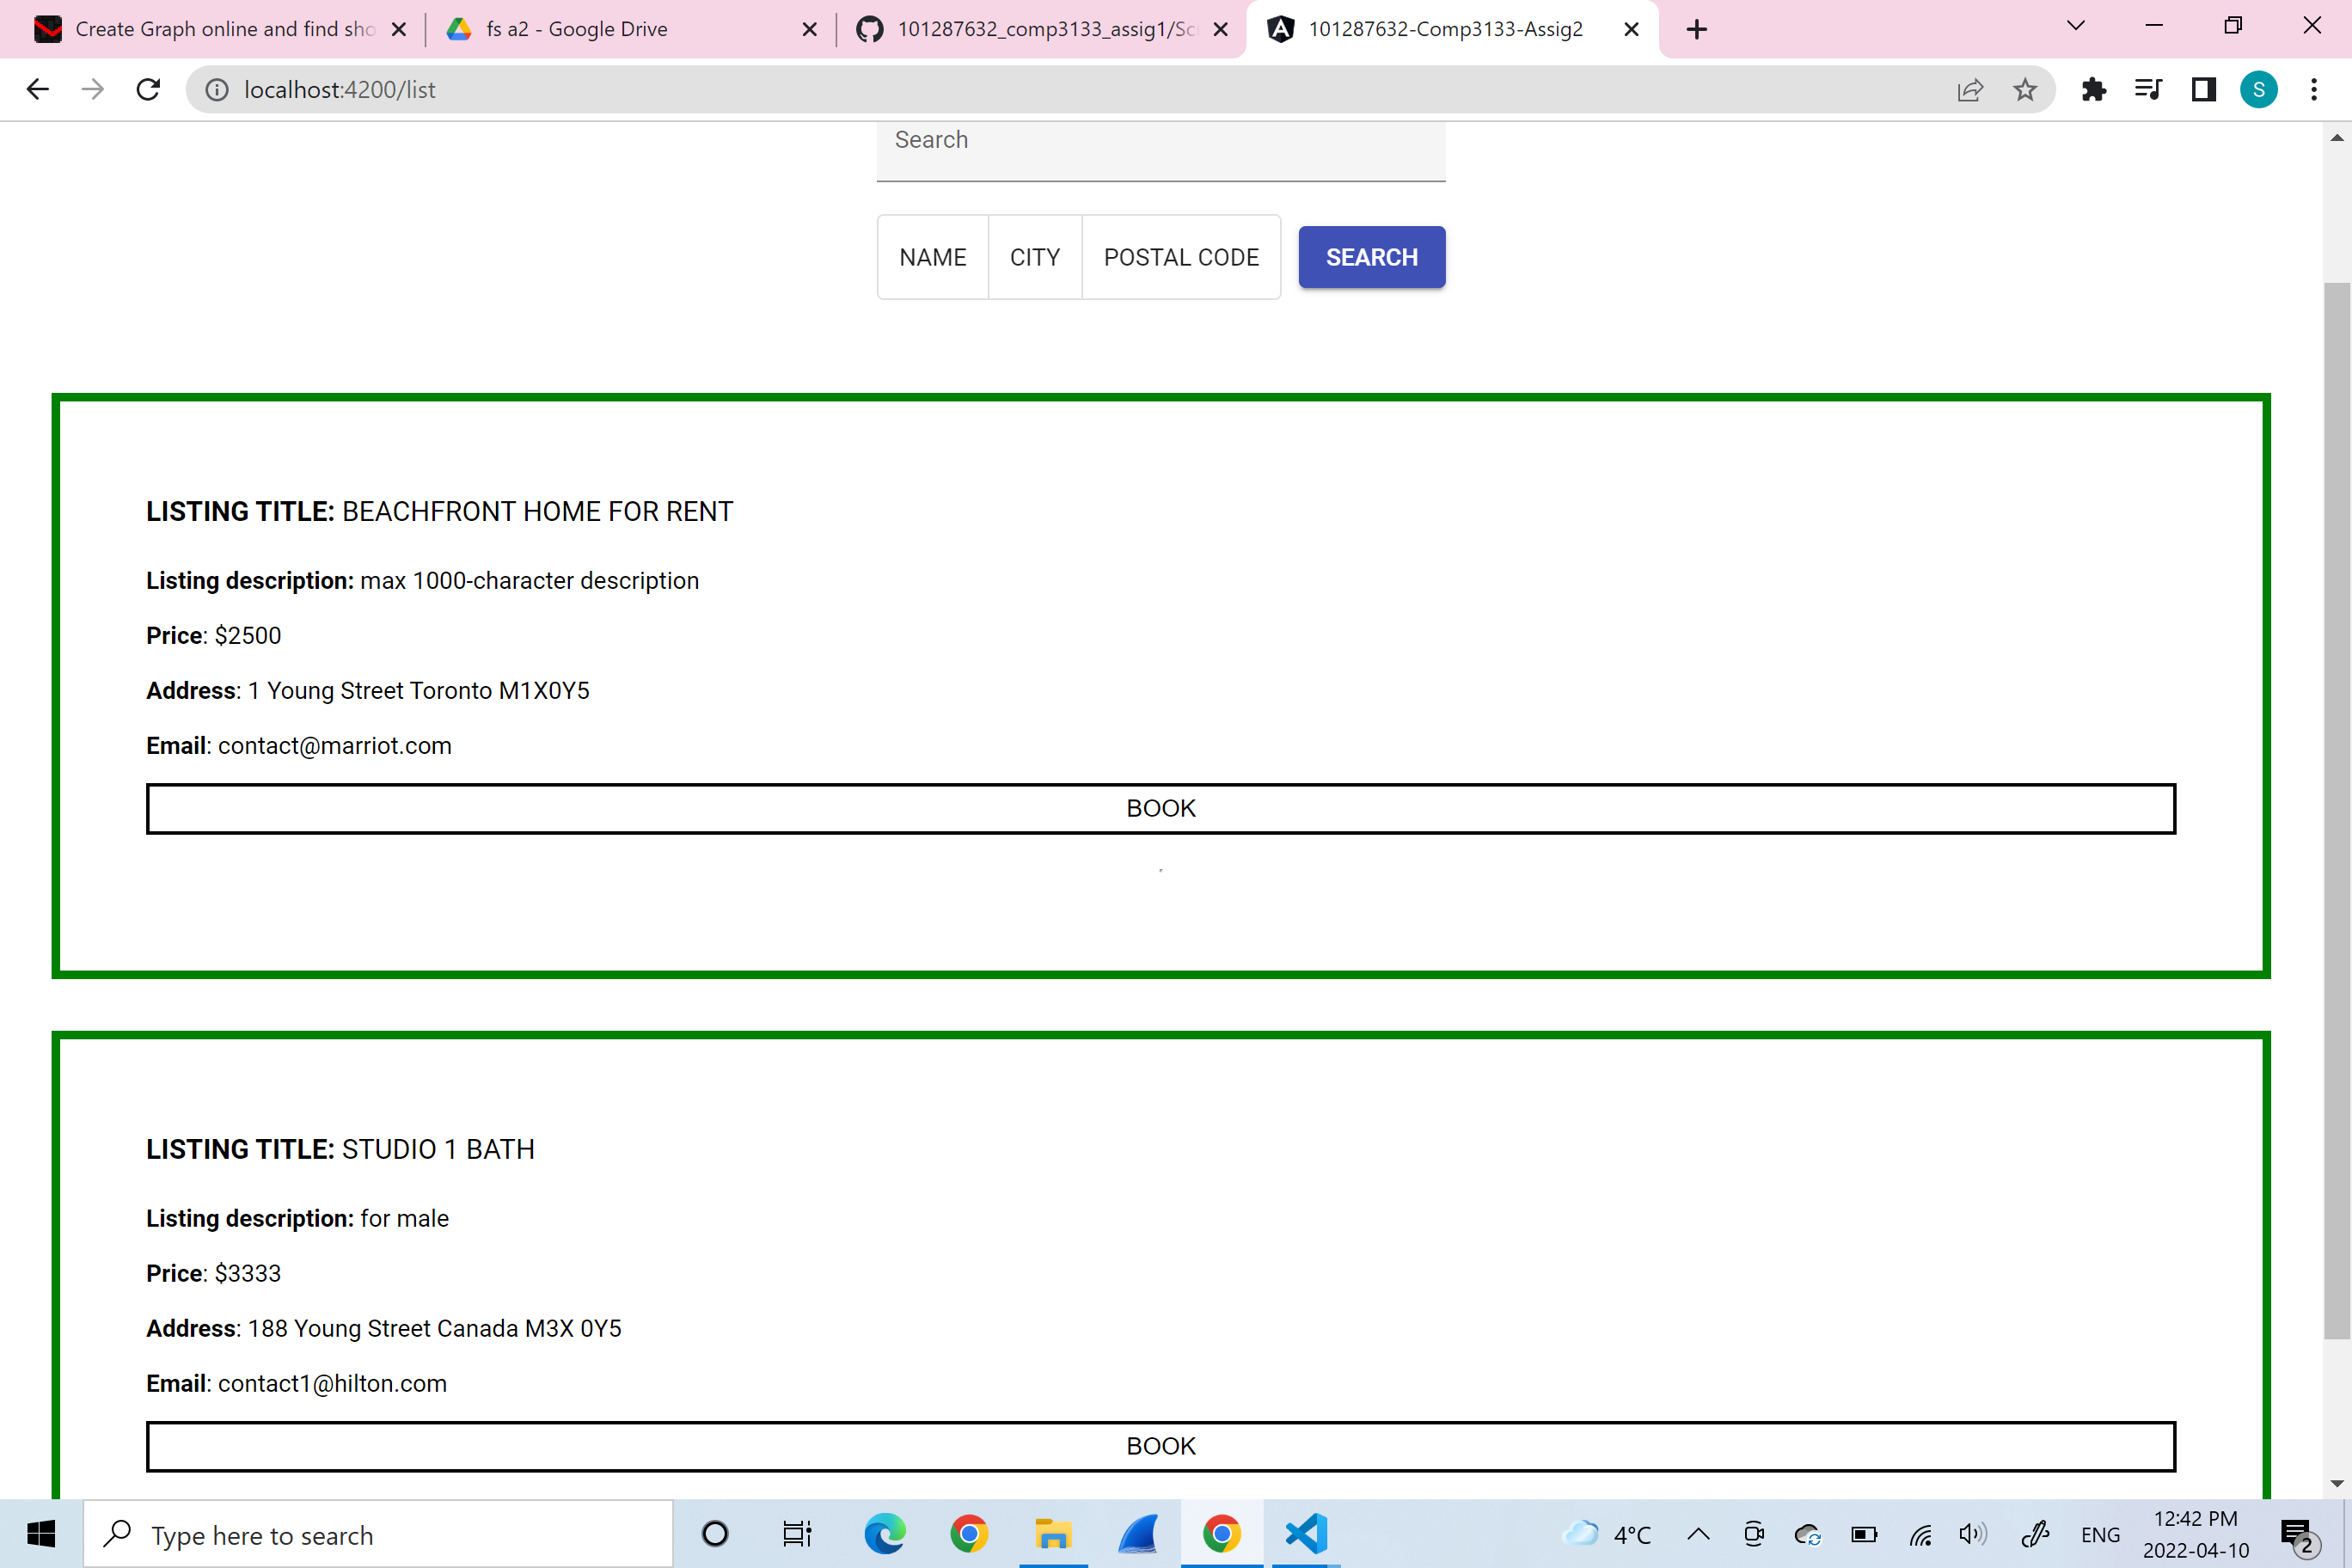 Create Graph online and find sho
fs a2 - Google Drive
101287632_comp3133_assig1/Sc
101287632-Comp3133-Assig2
localhost:4200/list
S
Search
NAME
CITY
POSTAL CODE
SEARCH
LISTING TITLE: BEACHFRONT HOME FOR RENT
Listing description: max 1000-character description
Price: $2500
Address: 1 Young Street Toronto M1X0Y5
Email: contact@marriot.com
BOOK
LISTING TITLE: STUDIO 1 BATH
Listing description: for male
Price: $3333
Address: 188 Young Street Canada M3X 0Y5
Email: contact1@hilton.com
BOOK
Type here to search
4°C
ENG
12:42 PM
2022-04-10
2